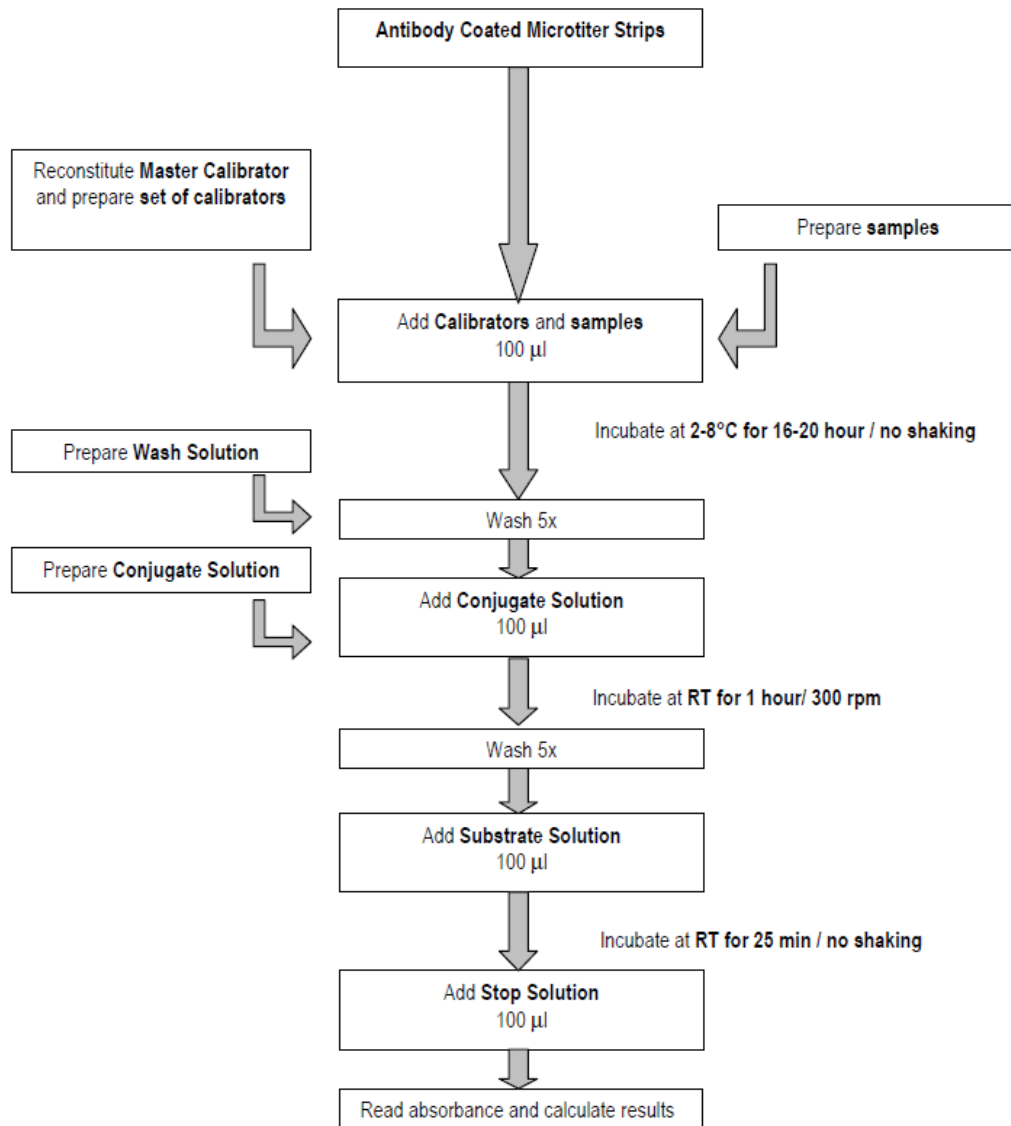 Antibody Coated Microtiter Strips
Reconstitute Master Calibrator
and prepare set of calibrators
Prepare samples
Add Calibrators and samples
100 µl
Incubate at 2-8°C for 16-20 hour / no shaking
Prepare Wash Solution
Wash 5x
Prepare Conjugate Solution
Add Conjugate Solution
100 µl
Incubate at RT for 1 hour/ 300 rpm
Wash 5x
Add Substrate Solution
100 µl
Incubate at RT for 25 min / no shaking
Add Stop Solution
100 µl
Read absorbance and calculate results